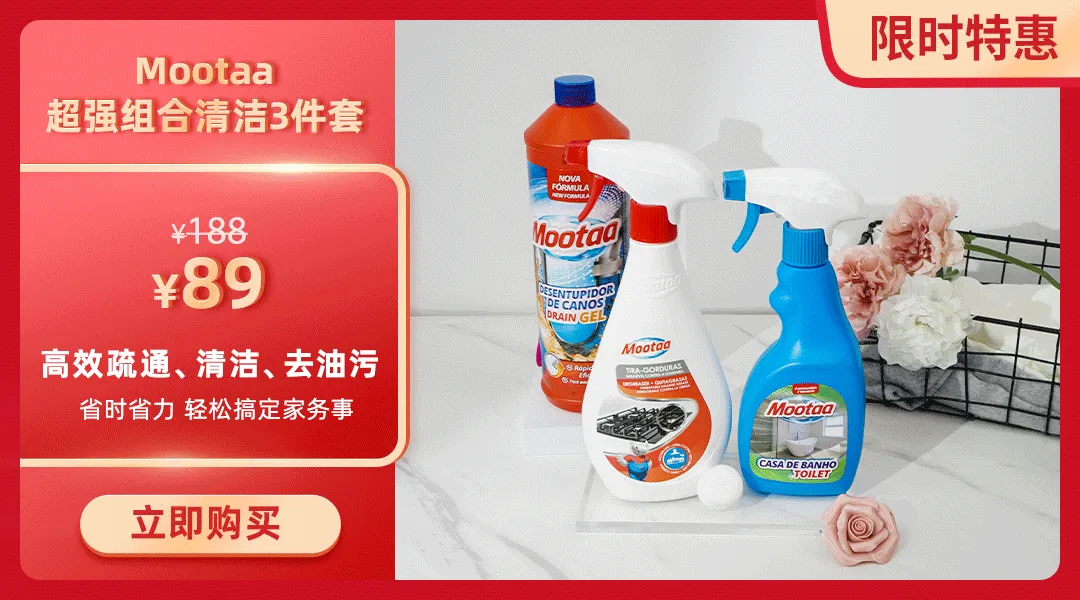 限时特惠
Mootaa
超强组合清洁3件套
¥188
¥89
高效疏通、清洁、去油污
省时省力 轻松搞定家务事
立即购买
NOVA
FÓRMULA
NEW FORMULA
Mootaa
DESENTUPIDOR
DE CANOS
DRAIN GEL
Mootaa
TIRA-GORDURAS
Mootaa
CASA DE BANHO
TOILET